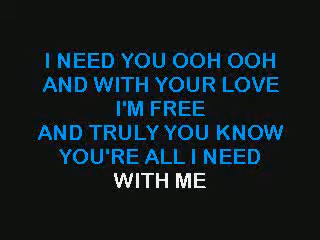 I NEED YOU OOH OOH
AND WITH YOUR LOVE
I'M FREE
AND TRULY YOU KNOW
YOU'RE ALL I NEED
WITH ME